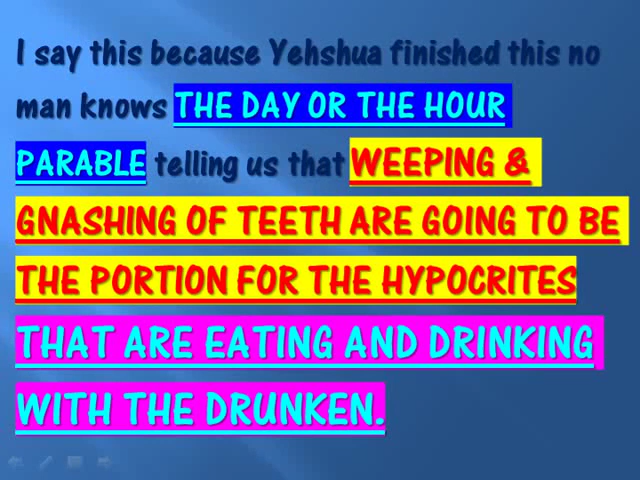 I say this because Yehshua finished this no
man knows THE DAY OR THE HOUR
PARABLE telling us that WEEPING &
GNASHING OF TEETH ARE GOING TO BE
THE PORTION FOR THE HYPOCRITES
THAT ARE EATING AND DRINKING
WITH THE DRUNKEN.